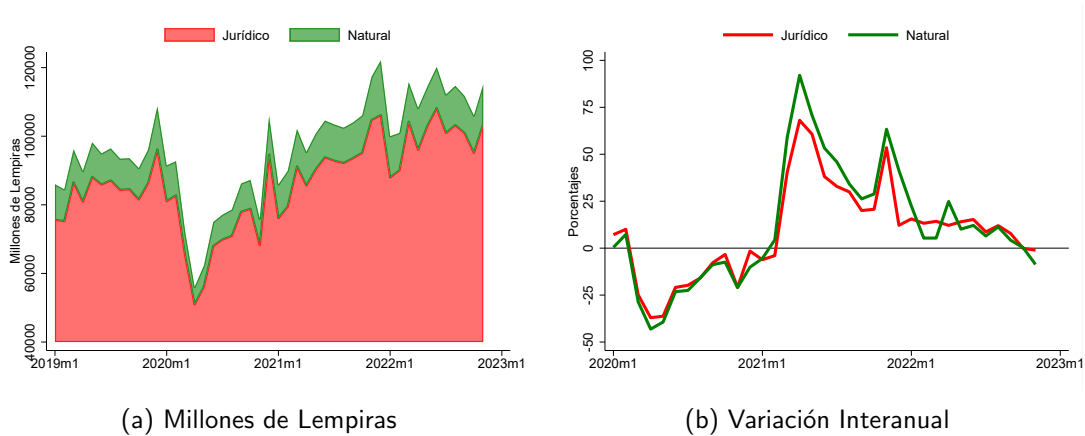 Jurídico Natural
Millones de Lempiras
120000
100000
80000
60000
40000
2019m1 2020m1 2021m1 2022m1 2023m1
(a) Millones de Lempiras
Jurídico Natural
Porcentajes
100
75
50
25
0
-25
-50
2020m1 2021m1 2022m1 2023m1
(b) Variación Interanual